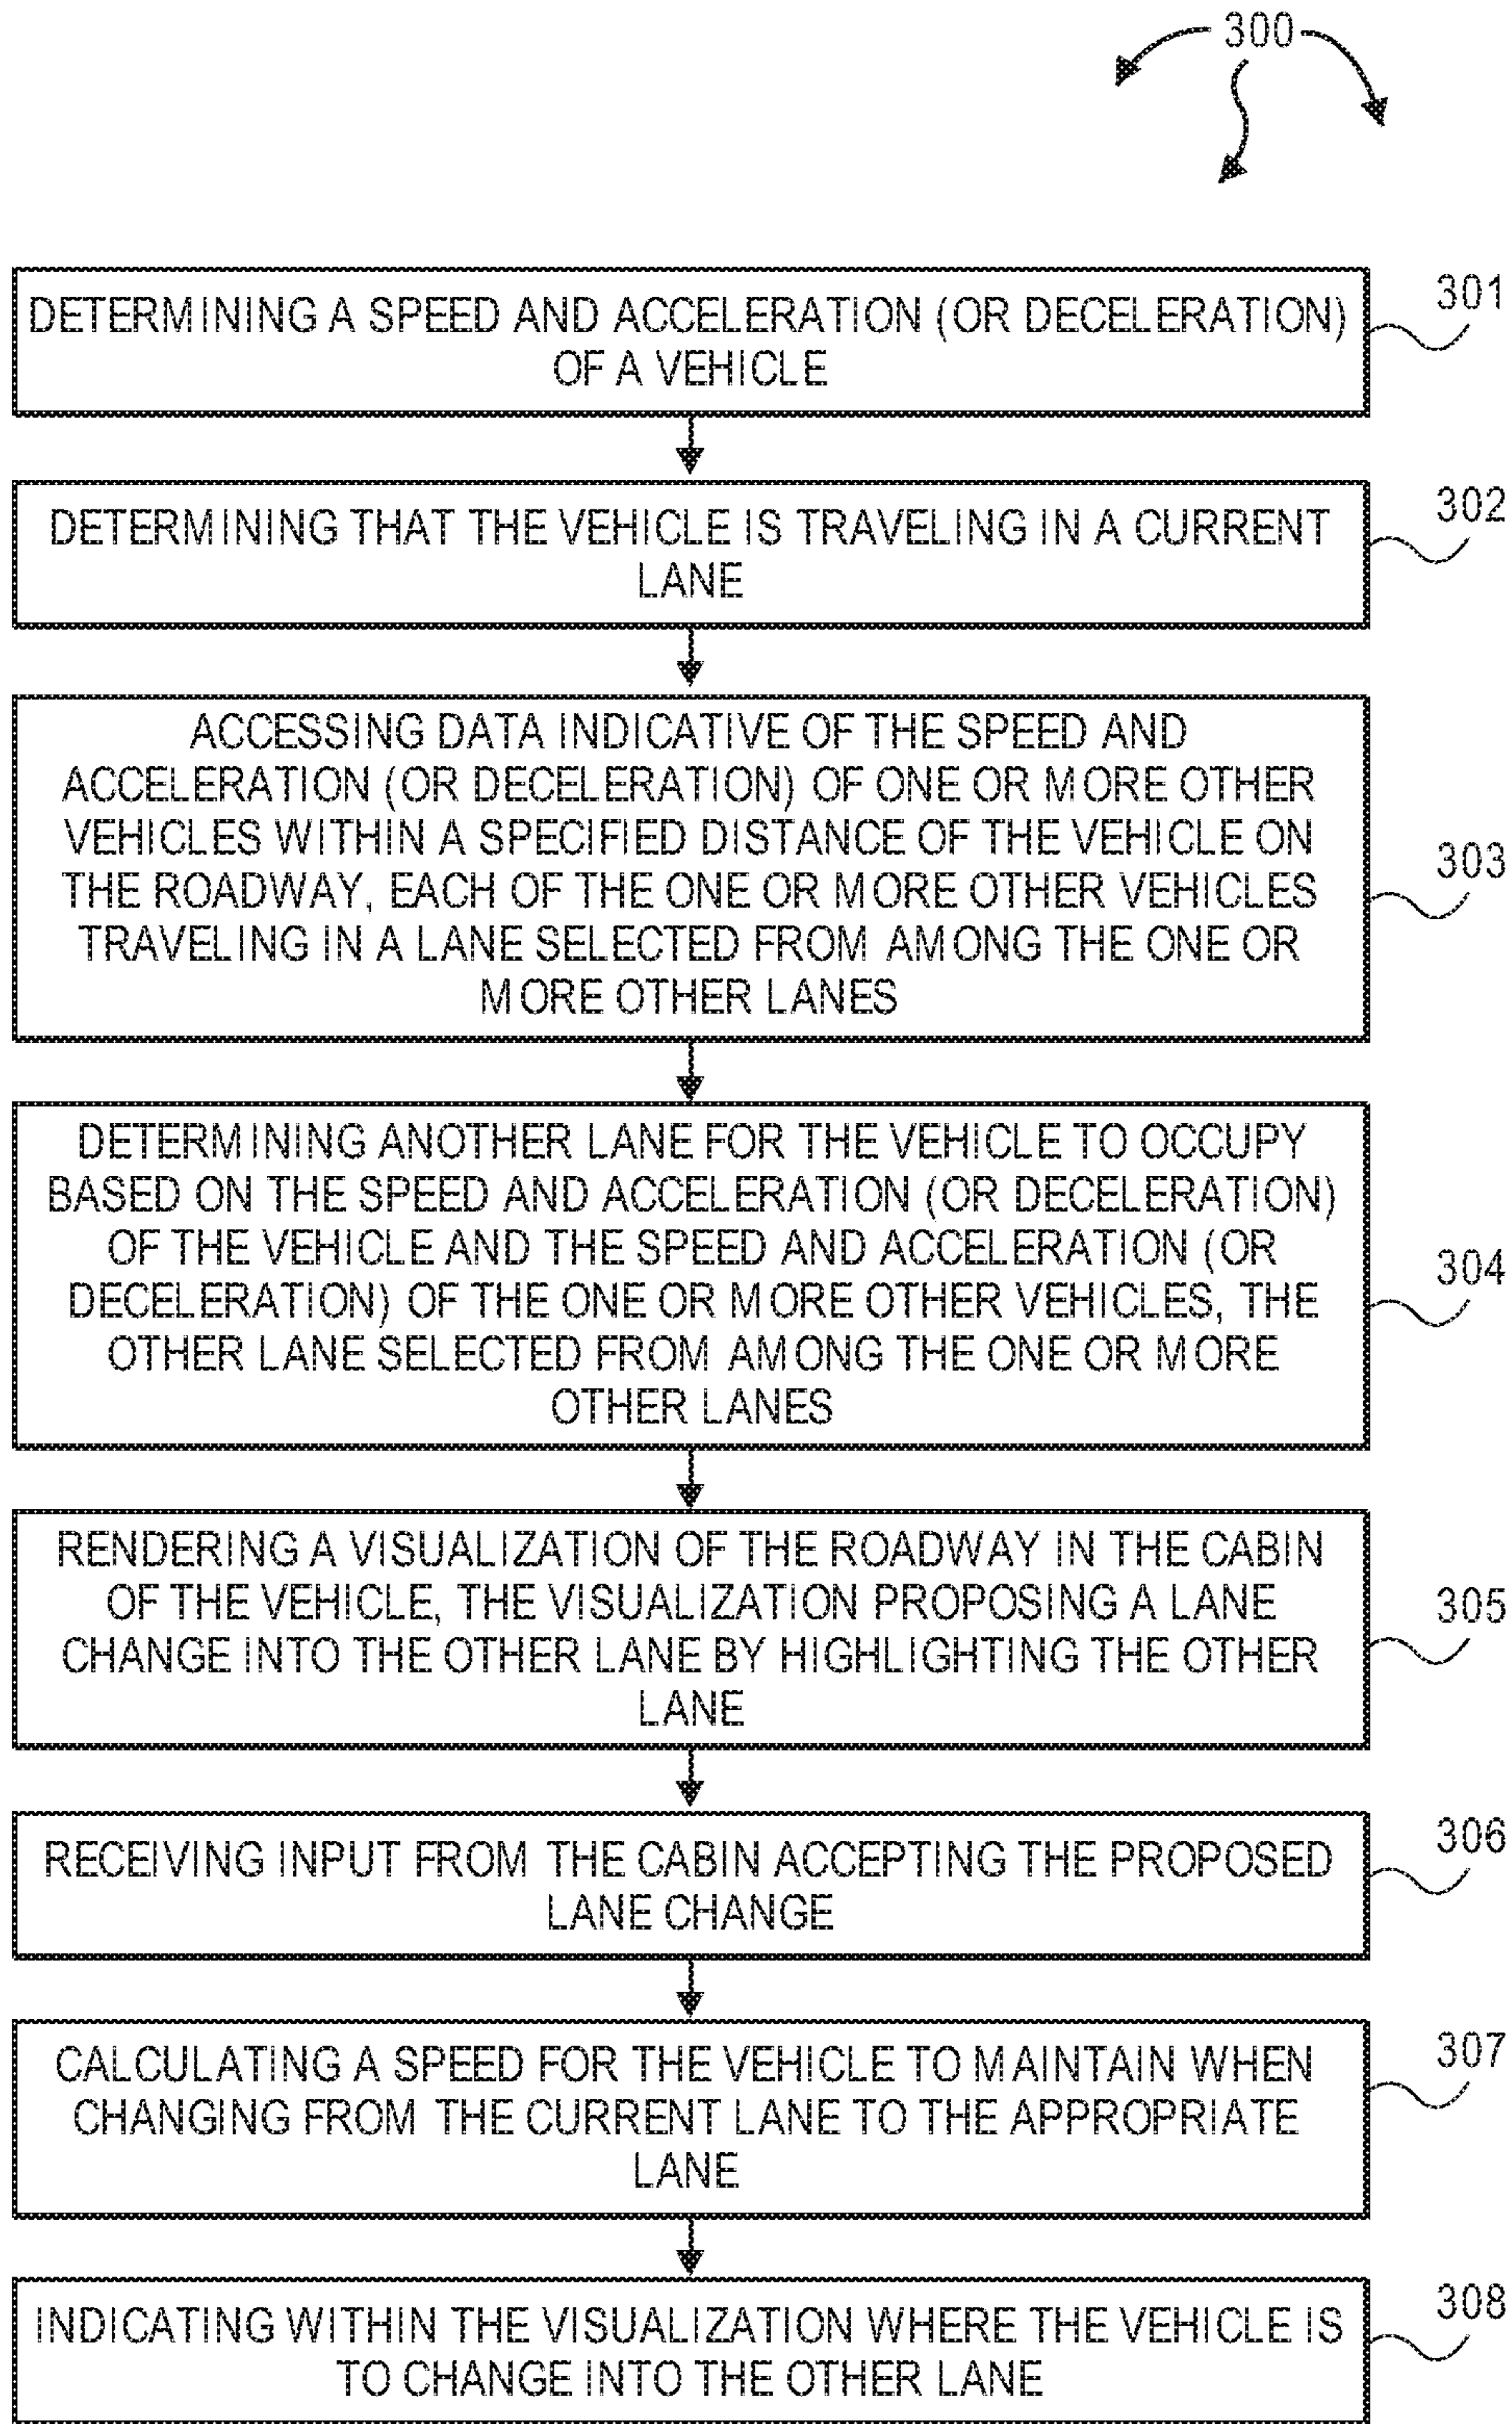 300
DETERMINING A SPEED AND ACCELERATION (OR DECELERATION)
OF A VEHICLE
301
DETERMINING THAT THE VEHICLE IS TRAVELING IN A CURRENT
LANE
302
ACCESSING DATA INDICATIVE OF THE SPEED AND
ACCELERATION (OR DECELERATION) OF ONE OR MORE OTHER
VEHICLES WITHIN A SPECIFIED DISTANCE OF THE VEHICLE ON
THE ROADWAY, EACH OF THE ONE OR MORE OTHER VEHICLES
TRAVELING IN A LANE SELECTED FROM AMONG THE ONE OR
MORE OTHER LANES
303
DETERMINING ANOTHER LANE FOR THE VEHICLE TO OCCUPY
BASED ON THE SPEED AND ACCELERATION (OR DECELERATION)
OF THE VEHICLE AND THE SPEED AND ACCELERATION (OR
DECELERATION) OF THE ONE OR MORE OTHER VEHICLES, THE
OTHER LANE SELECTED FROM AMONG THE ONE OR MORE
OTHER LANES
304
RENDERING A VISUALIZATION OF THE ROADWAY IN THE CABIN
OF THE VEHICLE, THE VISUALIZATION PROPOSING A LANE
CHANGE INTO THE OTHER LANE BY HIGHLIGHTING THE OTHER
LANE
305
RECEIVING INPUT FROM THE CABIN ACCEPTING THE PROPOSED
LANE CHANGE
306
CALCULATING A SPEED FOR THE VEHICLE TO MAINTAIN WHEN
CHANGING FROM THE CURRENT LANE TO THE APPROPRIATE
LANE
307
INDICATING WITHIN THE VISUALIZATION WHERE THE VEHICLE IS
TO CHANGE INTO THE OTHER LANE
308